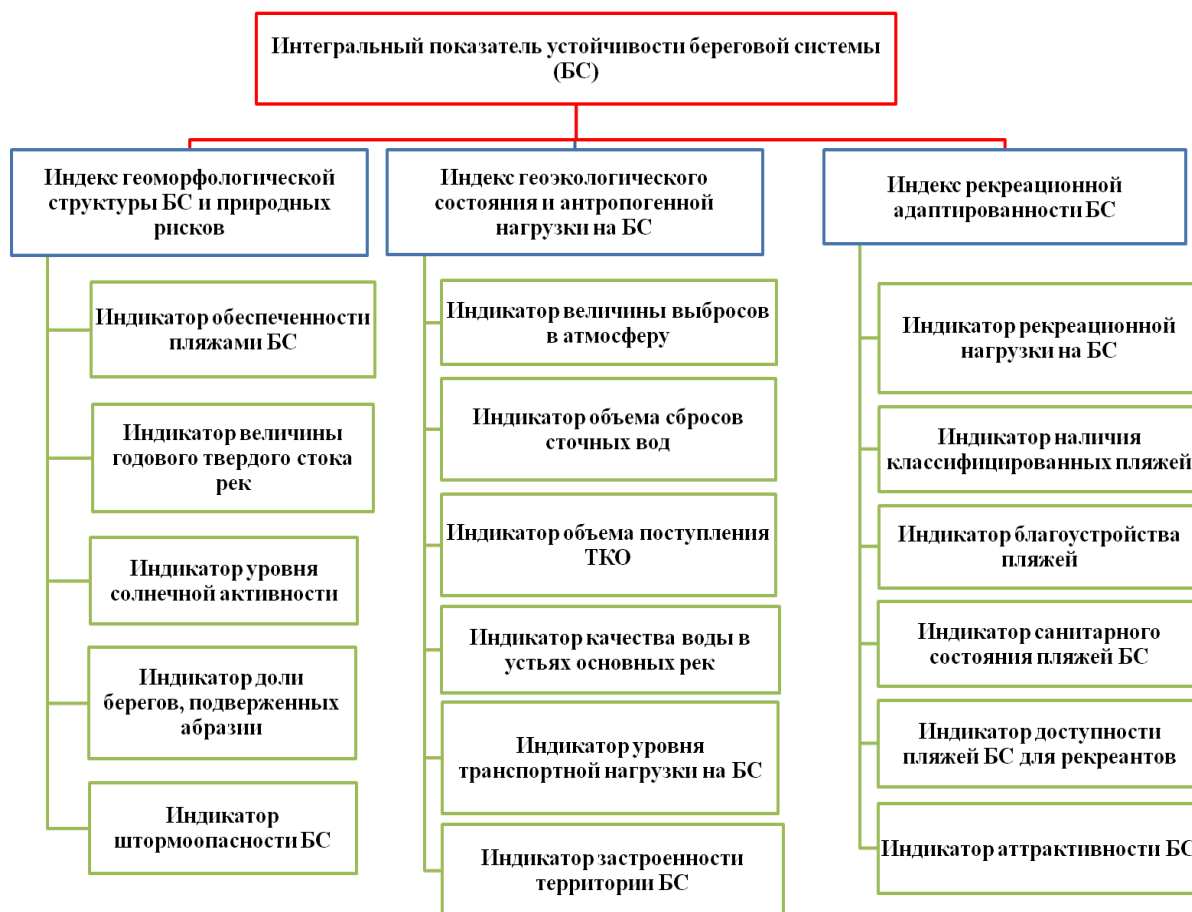 Интегральный показатель устойчивости береговой системы
(БС)
Индекс геоморфологической
структуры БС и природных
рисков
Индикатор обеспеченности
пляжами БС
Индикатор величины
годового твердого стока
рек
Индикатор уровня
солнечной активности
Индикатор доли
берегов, подверженных
абразии
Индикатор
штормоопасности БС
Индекс геоэкологического
состояния и антропогенной
нагрузки на БС
Индикатор величины выбросов
в атмосферу
Индикатор объема сбросов
сточных вод
Индикатор объема поступления
ТКО
Индикатор качества воды в
устьях основных рек
Индикатор уровня
транспортной нагрузки на БС
Индикатор застроенности
территории БС
Индекс рекреационной
адаптированности БС
Индикатор рекреационной
нагрузки на БС
Индикатор наличия
классифицированных пляжей
Индикатор благоустройства
пляжей
Индикатор санитарного
состояния пляжей БС
Индикатор доступности
пляжей БС для рекреантов
Индикатор аттрактивности БС